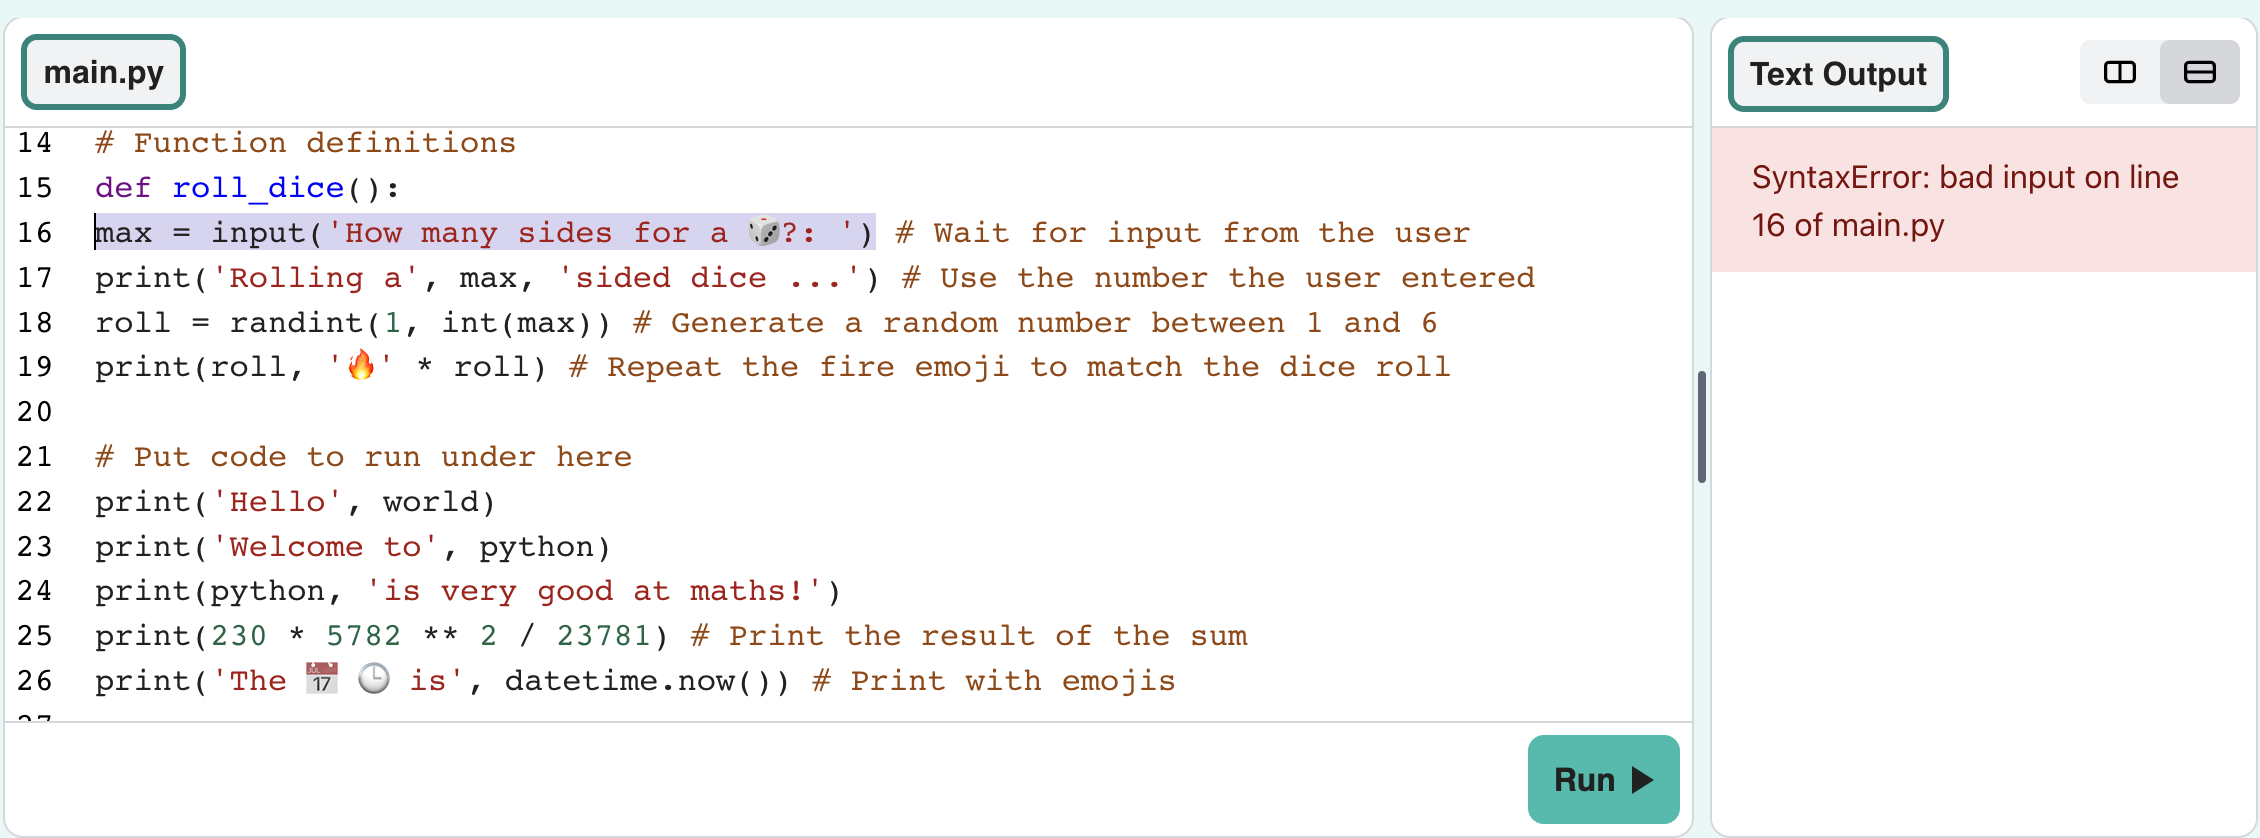 main.py
14 # Function definitions
15 def roll_dice():
16 max = input('How many sides for a 🎲?: ') # Wait for input from the user
17 print('Rolling a', max, 'sided dice ...') # Use the number the user entered
18 roll = randint(1, int(max)) # Generate a random number between 1 and 6
19 print(roll, '🔥' * roll) # Repeat the fire emoji to match the dice roll
20
21 # Put code to run under here
22 print('Hello', world)
23 print('Welcome to', python)
24 print(python, 'is very good at maths!')
25 print(230 * 5782 ** 2 / 23781) # Print the result of the sum
26 print('The 📅 🕒 is', datetime.now()) # Print with emojis
27
Run
Text Output
SyntaxError: bad input on line
16 of main.py